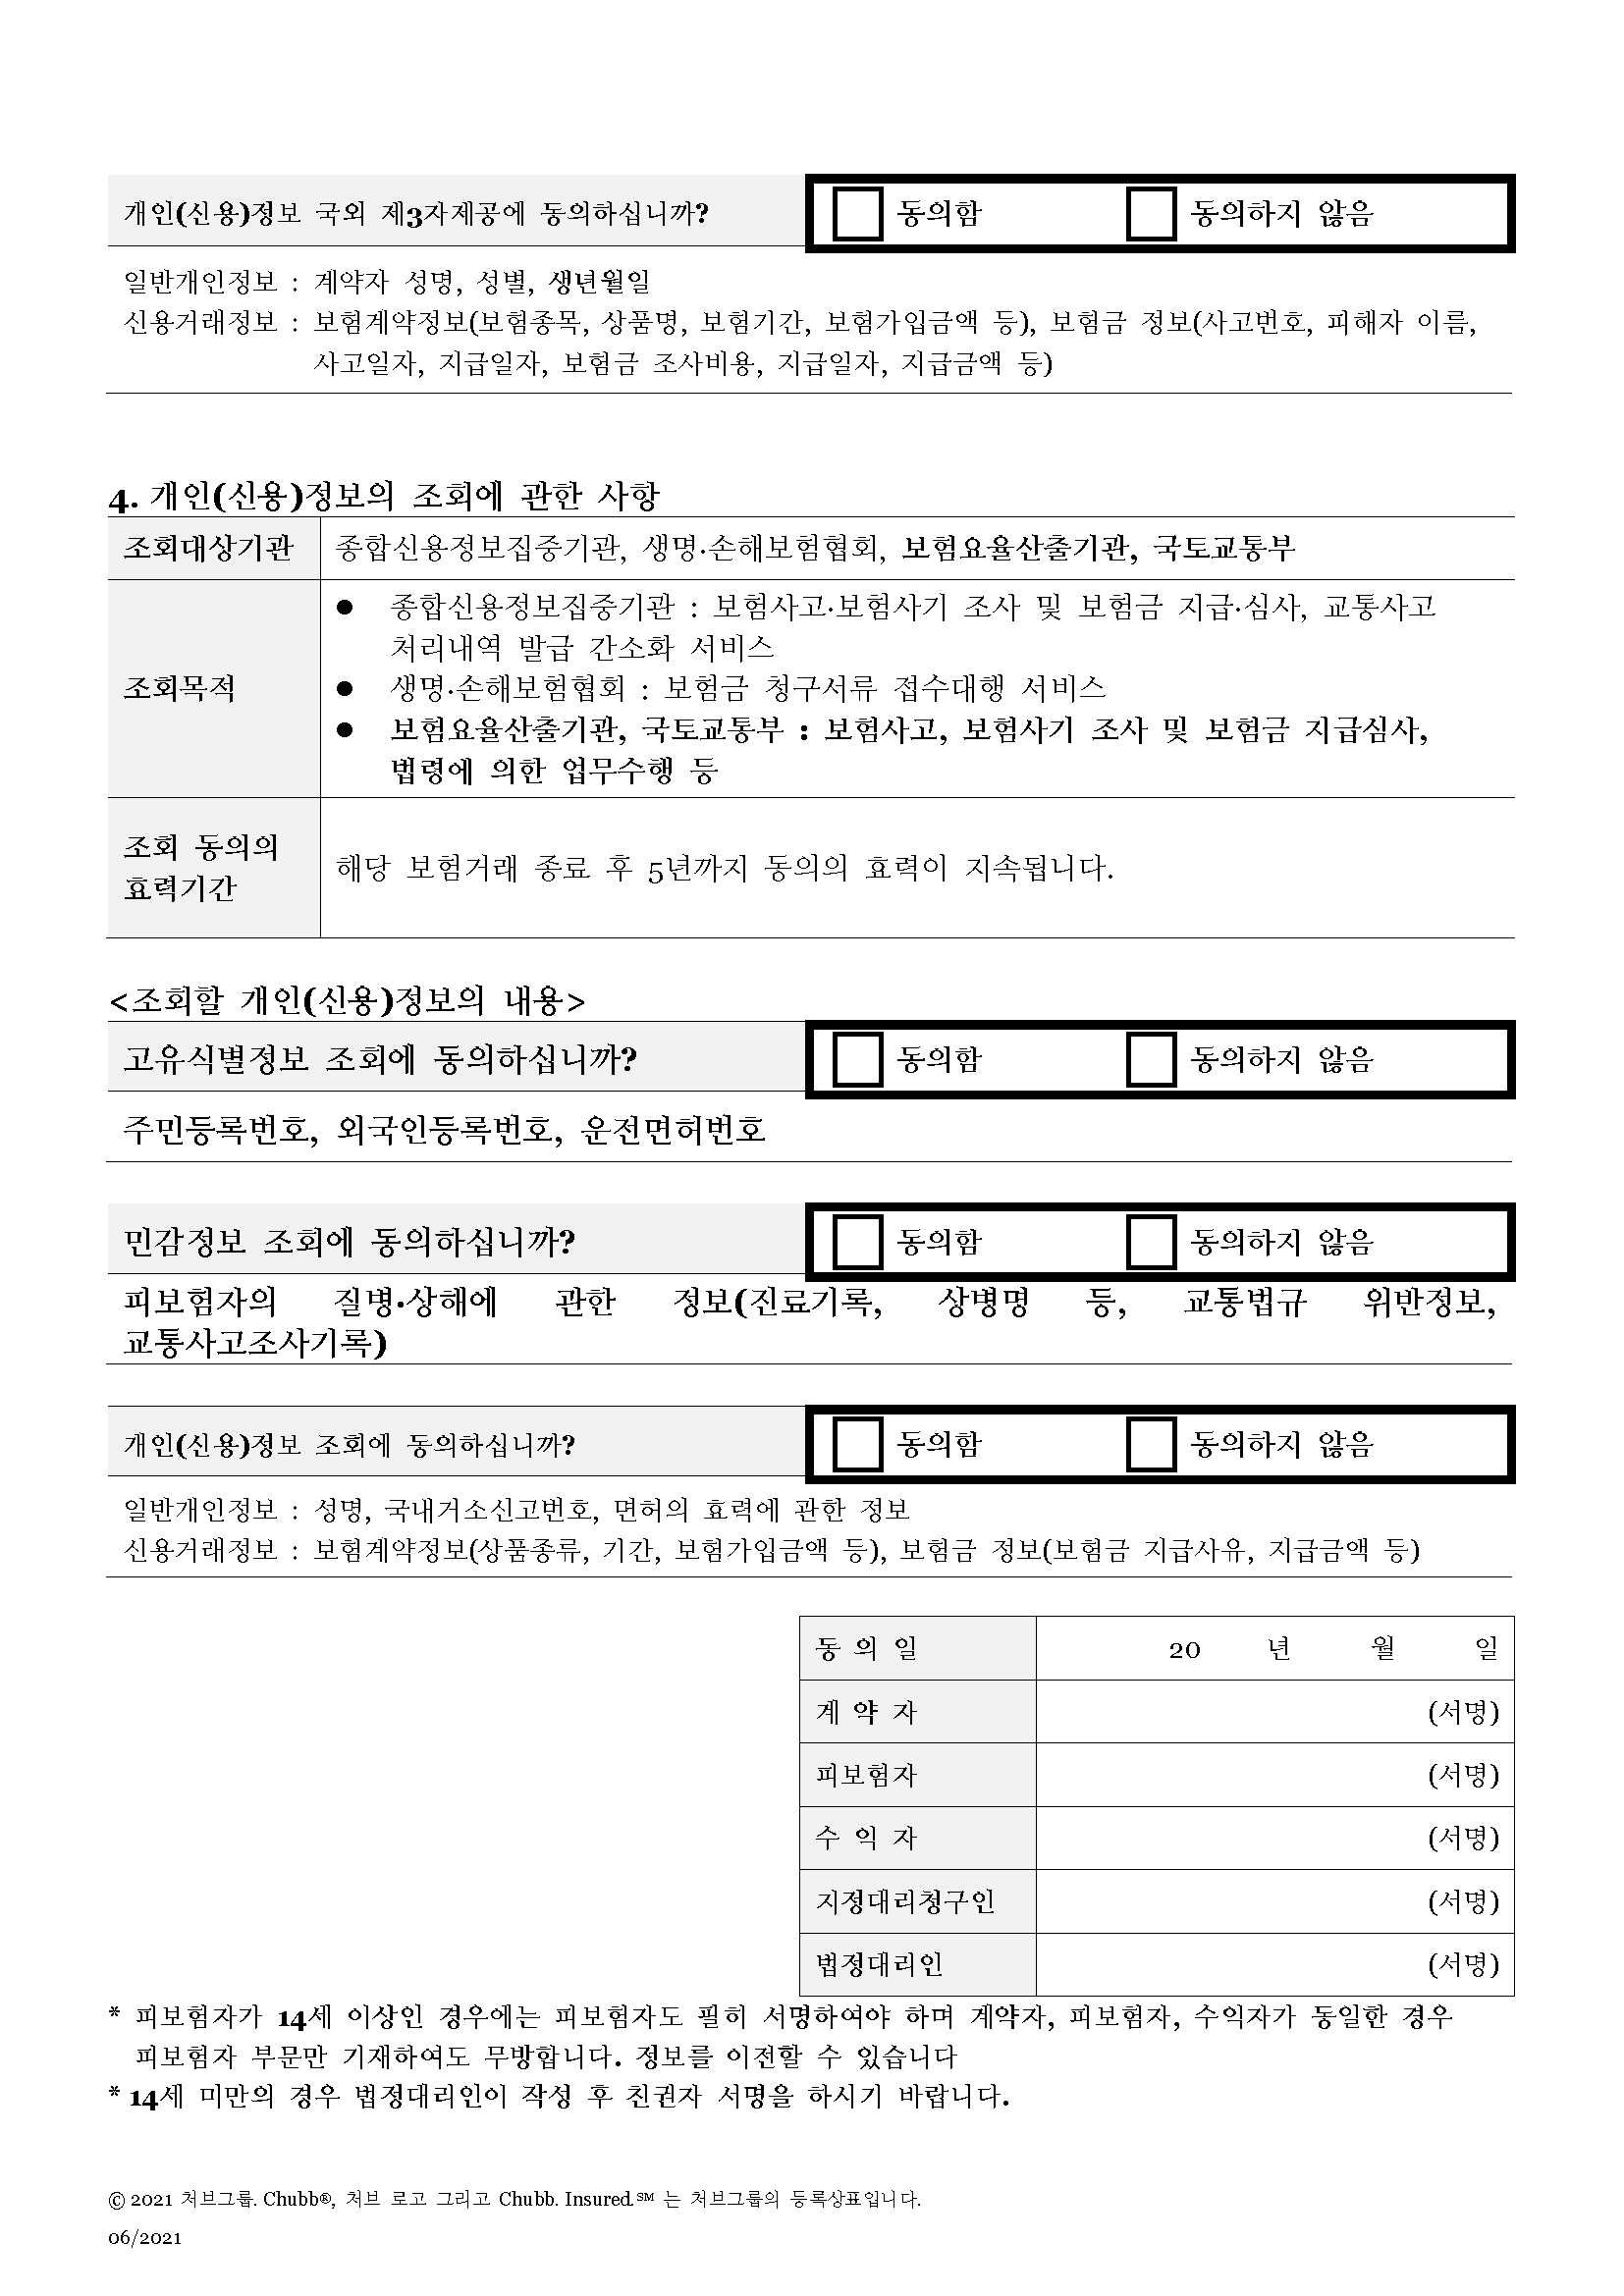 개인(신용)정보 국외 제3자제공에 동의하십니까? 동의함 동의하지 않음
일반개인정보 : 계약자 성명, 성별, 생년월일
신용거래정보 : 보험계약정보(보험종목, 상품명, 보험기간, 보험가입금액 등), 보험금 정보(사고번호, 피해자 이름,
사고일자, 지급일자, 보험금 조사비용, 지급일자, 지급금액 등)
4. 개인(신용)정보의 조회에 관한 사항
조회대상기관 종합신용정보집중기관, 생명·손해보험협회, 보험요율산출기관, 국토교통부
조회목적
● 종합신용정보집중기관 : 보험사고·보험사기 조사 및 보험금 지급·심사, 교통사고
처리내역 발급 간소화 서비스
● 생명·손해보험협회 : 보험금 청구서류 접수대행 서비스
● 보험요율산출기관, 국토교통부 : 보험사고, 보험사기 조사 및 보험금 지급심사,
법령에 의한 업무수행 등
조회 동의의
효력기간
해당 보험거래 종료 후 5년까지 동의의 효력이 지속됩니다.
<조회할 개인(신용)정보의 내용>
고유식별정보 조회에 동의하십니까? 동의함 동의하지 않음
주민등록번호, 외국인등록번호, 운전면허번호
민감정보 조회에 동의하십니까? 동의함 동의하지 않음
피보험자의 질병·상해에 관한 정보(진료기록, 상병명 등, 교통법규 위반정보,
교통사고조사기록)
개인(신용)정보 조회에 동의하십니까? 동의함 동의하지 않음
일반개인정보 : 성명, 국내거소신고번호, 면허의 효력에 관한 정보
신용거래정보 : 보험계약정보(상품종류, 기간, 보험가입금액 등), 보험금 정보(보험금 지급사유, 지급금액 등)
동 의 일 20 년 월 일
계 약 자 (서명)
피보험자 (서명)
수 익 자 (서명)
지정대리청구인 (서명)
법정대리인 (서명)
* 피보험자가 14세 이상인 경우에는 피보험자도 필히 서명하여야 하며 계약자, 피보험자, 수익자가 동일한 경우
피보험자 부문만 기재하여도 무방합니다. 정보를 이전할 수 있습니다
* 14세 미만의 경우 법정대리인이 작성 후 친권자 서명을 하시기 바랍니다.
© 2021 처브그룹. Chubb®, 처브 로고 그리고 Chubb. Insured.℠ 는 처브그룹의 등록상표입니다.
06/2021